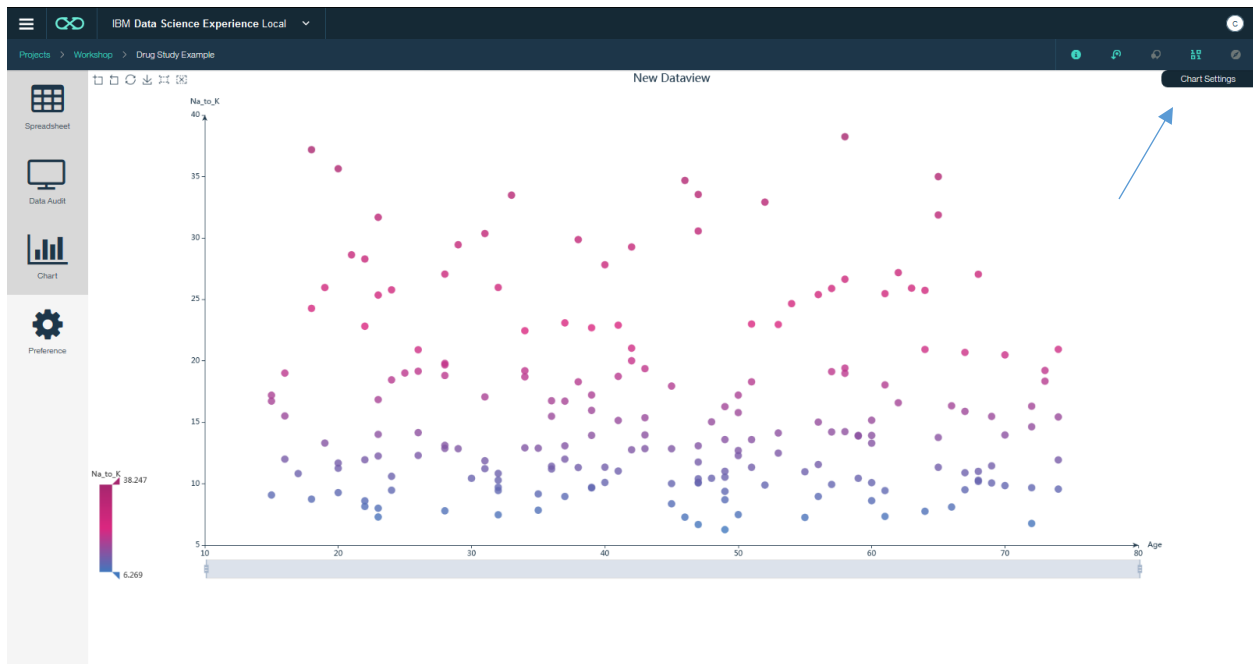 IBM Data Science Experience Local
C
Projects > Workshop > Drug Study Example
New Dataview
Chart Settings
Spreadsheet
Data Audit
Chart
Preference
Na_to_K
40
35
30
25
20
15
10
5
10 20 30 40 50 60 70 80
Age
Na_to_K
38.247
6.269